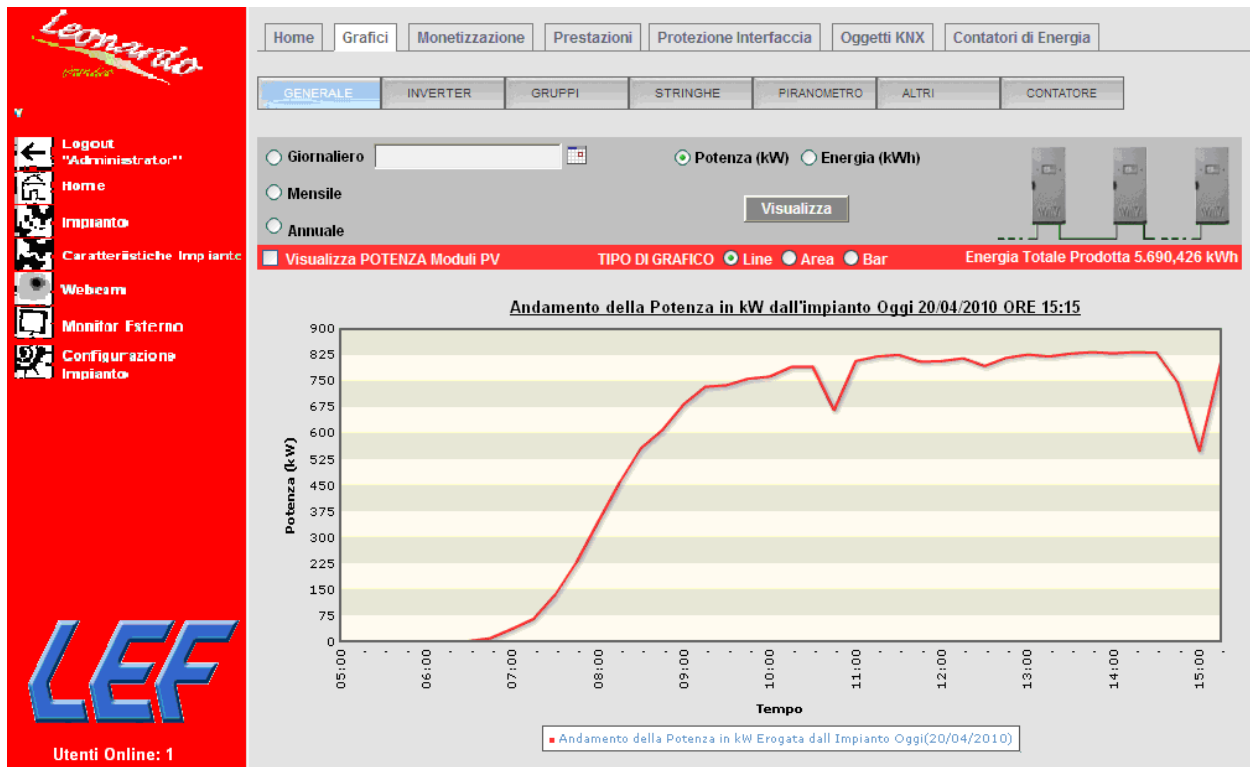 Leonardo
Y
Logout
"Administrator"
Home
Impianto
Caratteristiche Impianto
Webcam
Monitor Esterno
Configurazione
Impianto
LEF
Utenti Online: 1
Home Grafici Monetizzazione Prestazioni Protezione Interfaccia Oggetti KNX Contatori di Energia
GENERALE INVERTER GRUPPI STRINGHE PIRANOMETRO ALTRI CONTATORE
Giornaliero Potenza (kW) Energia (kWh)
Mensile
Visualizza
Annuale
Visualizza POTENZA Moduli PV TIPO DI GRAFICO Line Area Bar Energia Totale Prodotta 5.690,426 kWh
Andamento della Potenza in kW dall'impianto Oggi 20/04/2010 ORE 15:15
900
825
750
675
600
525
450
375
300
225
150
75
0
Potenza (kW)
05:00 06:00 07:00 08:00 09:00 10:00 11:00 12:00 13:00 14:00 15:00
Tempo
Andamento della Potenza in kW Erogata dall Impianto Oggi(20/04/2010)